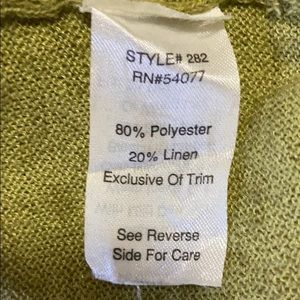 STYLE# 282
RN#54077
80% Polyester
20% Linen
Exclusive Of Trim
See Reverse
Side For Care